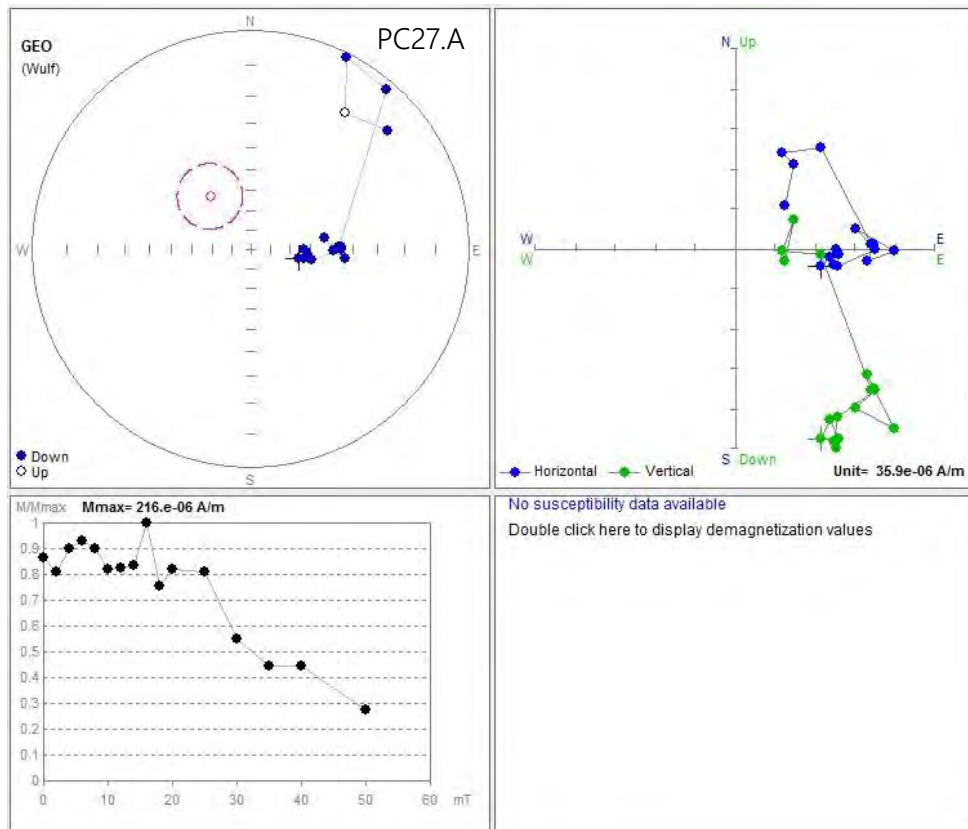 GEO
(Wulf)
PC27.A
N
W
E
S
Down
Up
N Up
W
W
E
E
S Down
Horizontal
Vertical
Unit= 35.9e-06 A/m
M/Mmax
Mmax= 216.e-06 A/m
1
0.9
0.8
0.7
0.6
0.5
0.4
0.3
0.2
0.1
0
0 10 20 30 40 50 60 mT
No susceptibility data available
Double click here to display demagnetization values